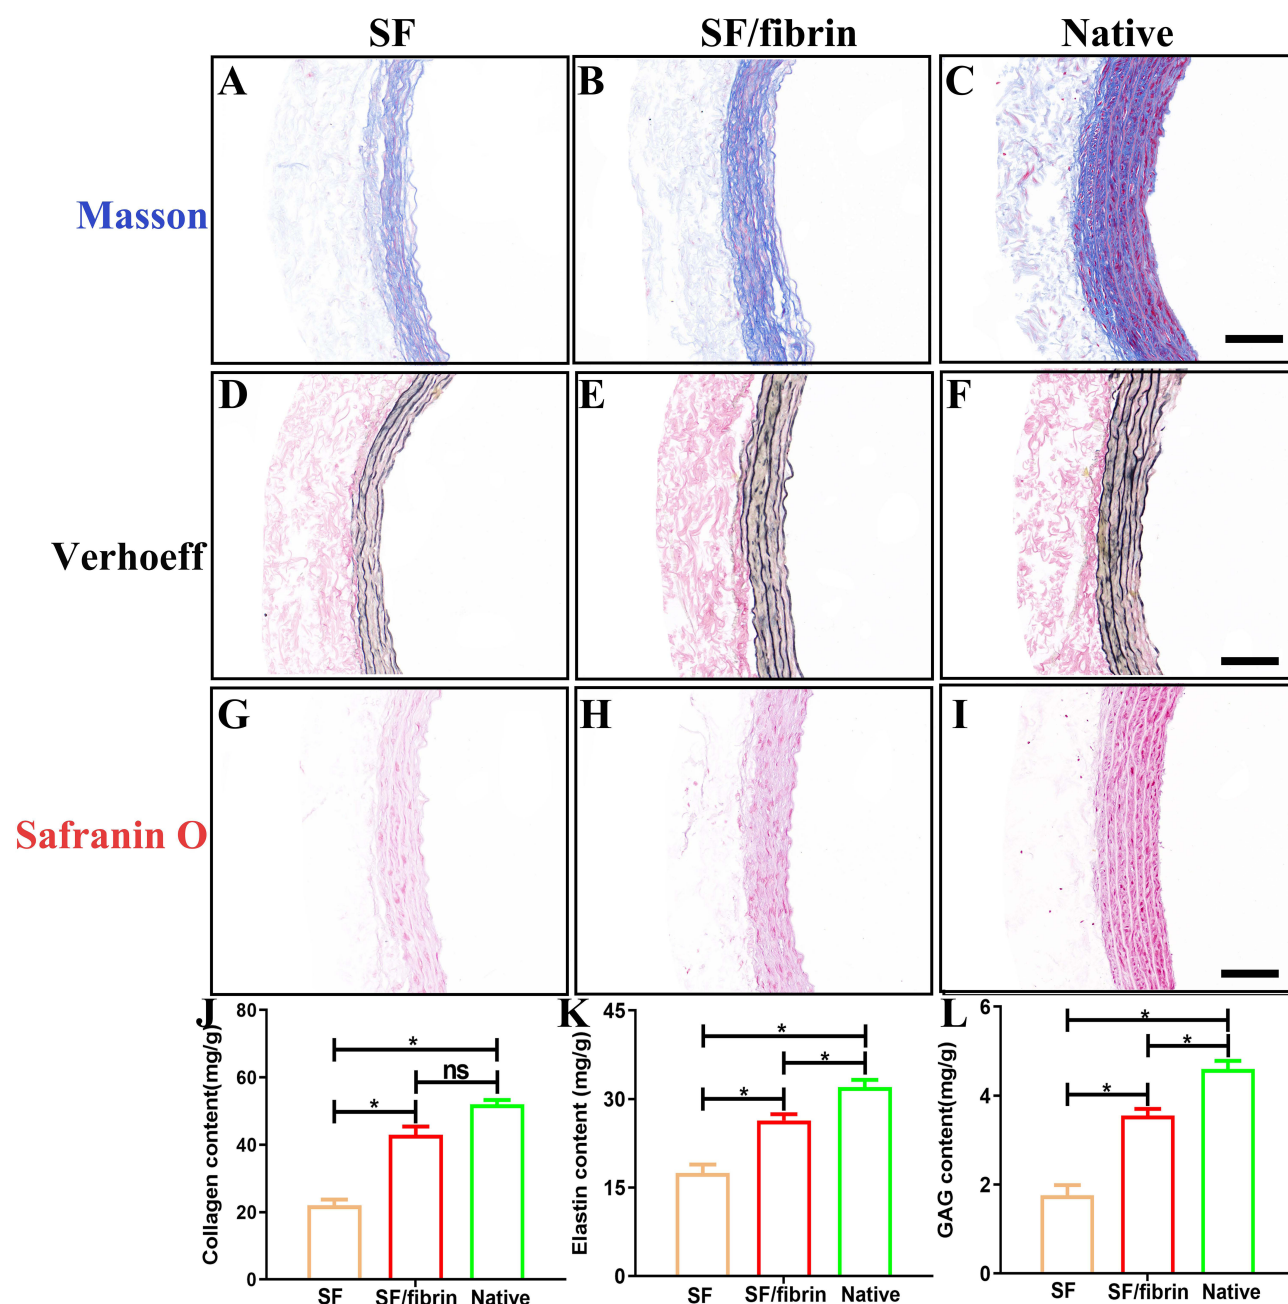 SF SF/fibrin Native
A B C
Masson
D E F
Verhoeff
G H I
Safranin O
J K L
Collagen content(mg/g)
80
60
40
20
0
*
ns
*
SF SF/fibrin Native
Elastin content (mg/g)
45
30
15
0
*
*
*
SF SF/fibrin Native
GAG content(mg/g)
6
4
2
0
*
*
*
SF SF/fibrin Native